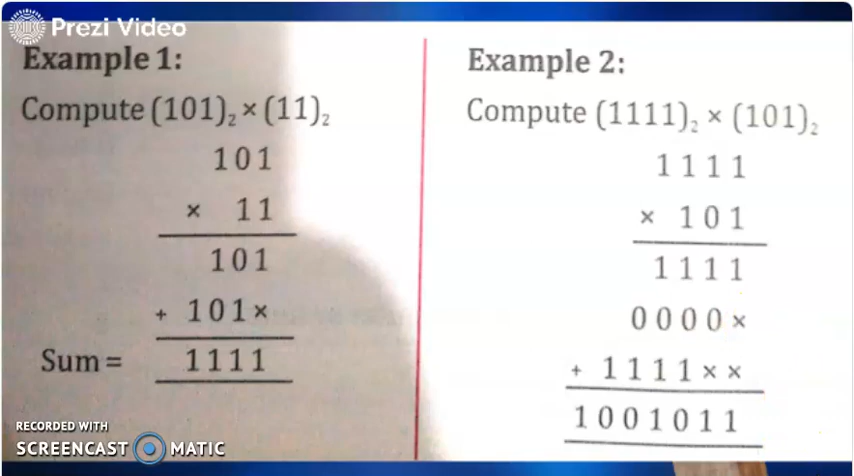 Prezi Video
Example 1:
Compute (101)₂ × (11)₂
101
× 11
101
+ 101×
Sum = 1111
Example 2:
Compute (1111)₂ × (101)₂
1111
× 101
1111
0000×
+ 1111××
1001011
RECORDED WITH
SCREENCAST MATIC